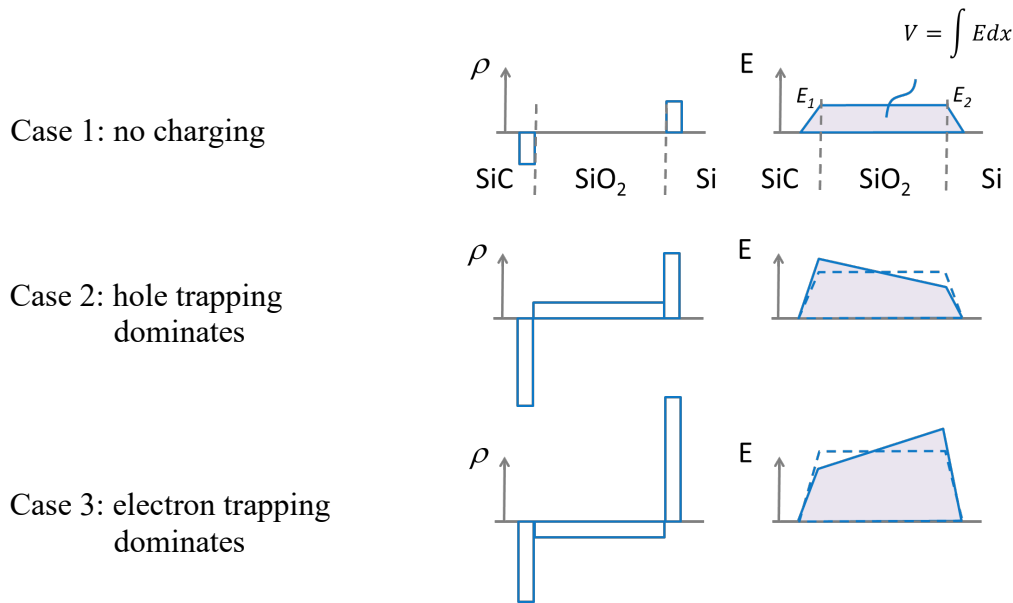 V = ∫ Edx
ρ
E
E₁
E₂
Case 1: no charging
SiC
SiO₂
Si
SiC
SiO₂
Si
ρ
E
Case 2: hole trapping
dominates
ρ
E
Case 3: electron trapping
dominates